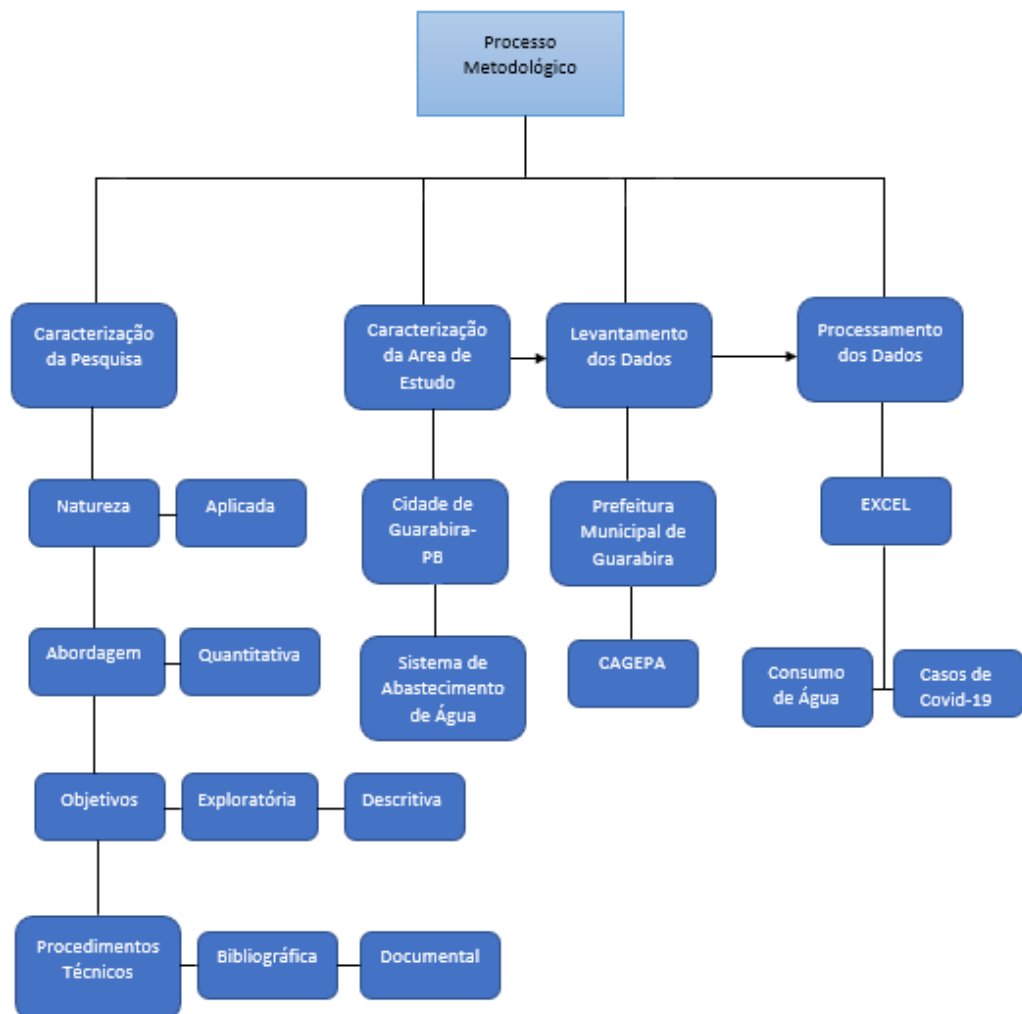 Processo
Metodológico
Caracterização
da Pesquisa
Caracterização
da Area de
Estudo
Levantamento
dos Dados
Processamento
dos Dados
Natureza
Aplicada
Cidade de
Guarabira-
PB
Prefeitura
Municipal de
Guarabira
EXCEL
Abordagem
Quantitativa
Sistema de
Abastecimento
de Água
CAGEPA
Consumo
de Água
Casos de
Covid-19
Objetivos
Exploratória
Descritiva
Procedimentos
Técnicos
Bibliográfica
Documental